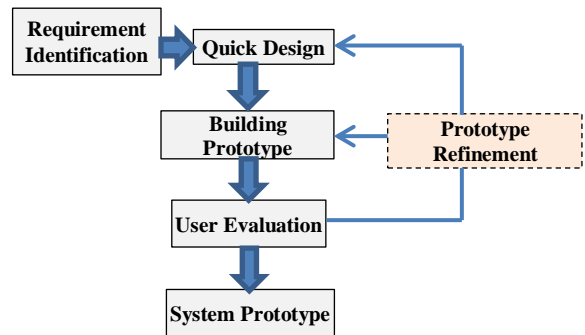 Requirement
Identification
Quick Design
Building
Prototype
Prototype
Refinement
User Evaluation
System Prototype